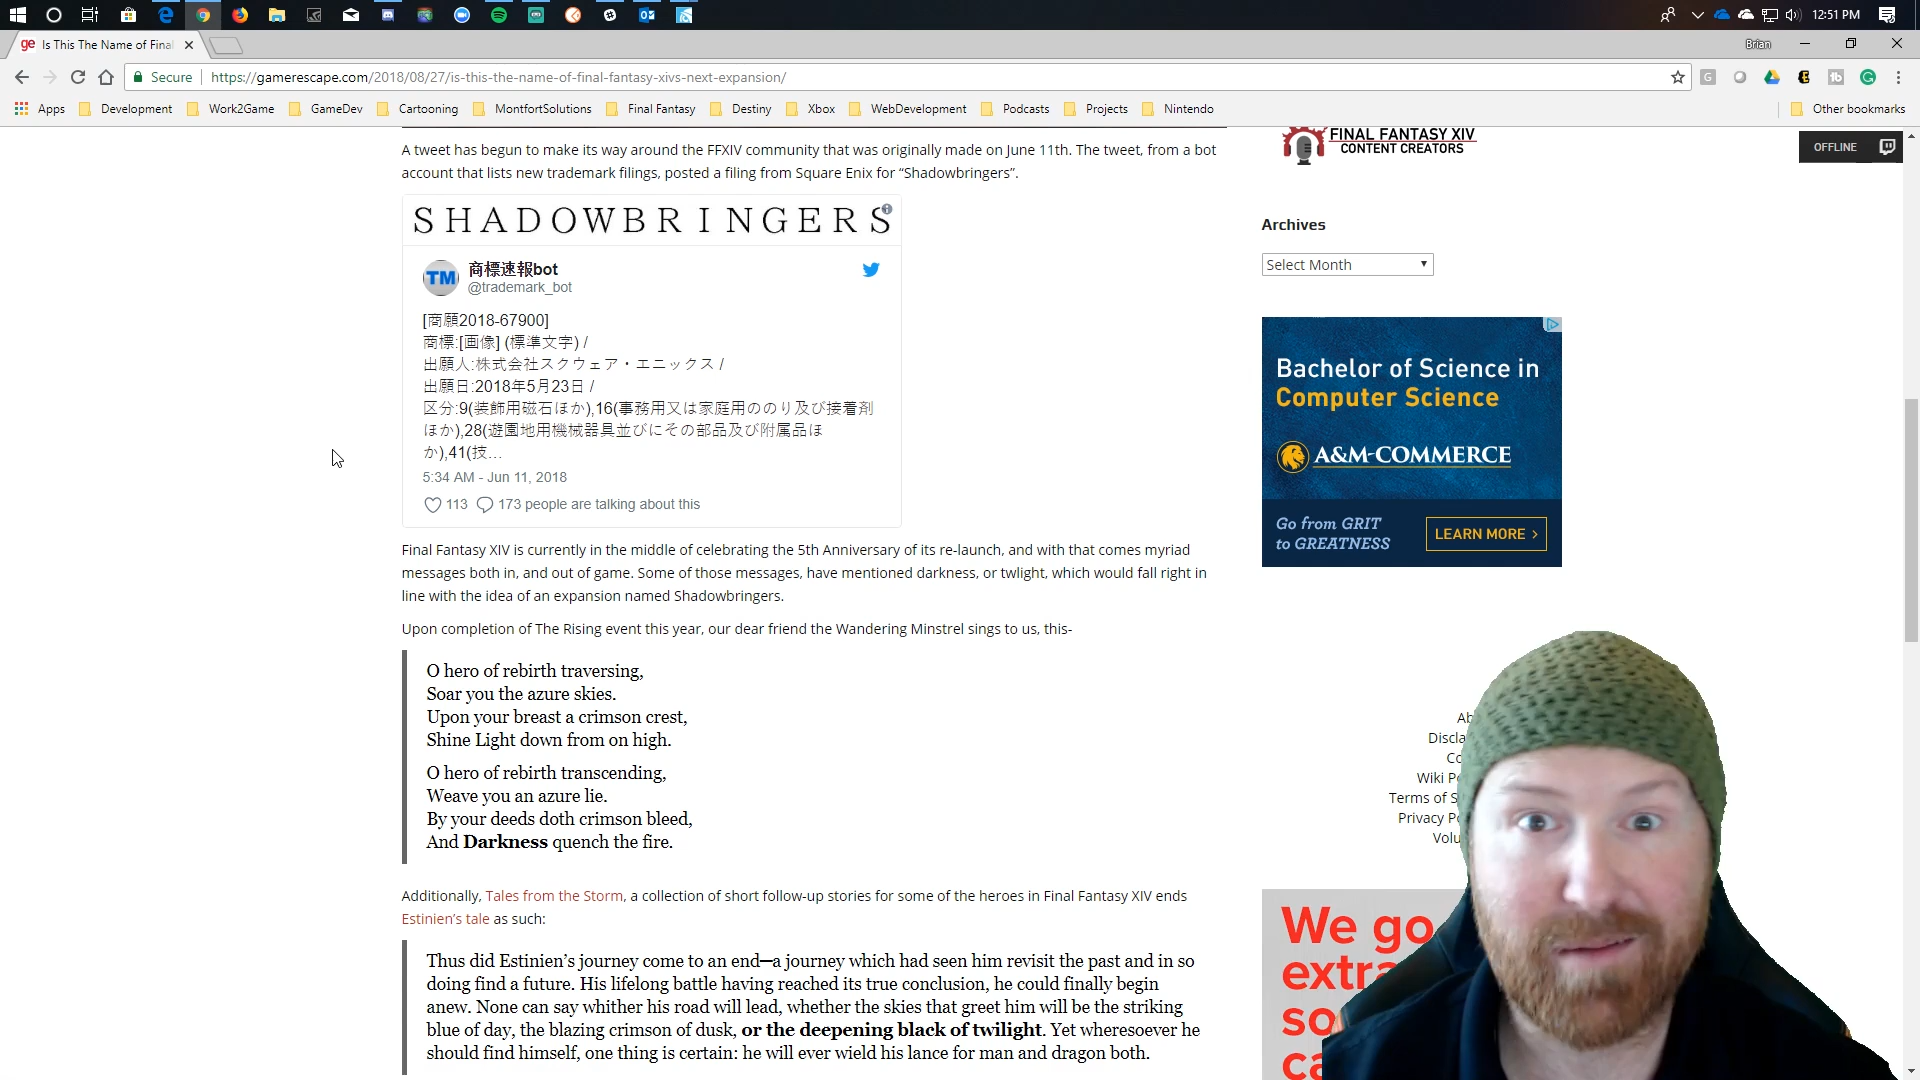 12:51 PM
Is This The Name of Final
Brian
Secure
https://gamerescape.com/2018/08/27/is-this-the-name-of-final-fantasy-xivs-next-expansion/
Apps Development Work2Game GameDev Cartooning MontfortSolutions Final Fantasy Destiny Xbox WebDevelopment Podcasts Projects Nintendo Other bookmarks
A tweet has begun to make its way around the FFXIV community that was originally made on June 11th. The tweet, from a bot
account that lists new trademark filings, posted a filing from Square Enix for “Shadowbringers”.
SHADOWBRINGERS
TM
商標速報bot
@trademark_bot
[商願2018-67900]
商標:[画像] (標準文字) /
出願人:株式会社スクウェア・エニックス /
出願日:2018年5月23日 /
区分:9(装飾用磁石ほか),16(事務用又は家庭用ののり及び接着剤
ほか),28(遊園地用機械器具並びにその部品及び附属品ほ
か),41(技…
5:34 AM - Jun 11, 2018
113 173 people are talking about this
Final Fantasy XIV is currently in the middle of celebrating the 5th Anniversary of its re-launch, and with that comes myriad
messages both in, and out of game. Some of those messages, have mentioned darkness, or twlight, which would fall right in
line with the idea of an expansion named Shadowbringers.
Upon completion of The Rising event this year, our dear friend the Wandering Minstrel sings to us, this-
O hero of rebirth traversing,
Soar you the azure skies.
Upon your breast a crimson crest,
Shine Light down from on high.
O hero of rebirth transcending,
Weave you an azure lie.
By your deeds doth crimson bleed,
And Darkness quench the fire.
Additionally, Tales from the Storm, a collection of short follow-up stories for some of the heroes in Final Fantasy XIV ends
Estinien’s tale as such:
Thus did Estinien’s journey come to an end—a journey which had seen him revisit the past and in so
doing find a future. His lifelong battle having reached its true conclusion, he could finally begin
anew. None can say whither his road will lead, whether the skies that greet him will be the striking
blue of day, the blazing crimson of dusk, or the deepening black of twilight. Yet wheresoever he
should find himself, one thing is certain: he will ever wield his lance for man and dragon both.
FINAL FANTASY XIV
CONTENT CREATORS
OFFLINE
Archives
Select Month
Bachelor of Science in
Computer Science
A&M-COMMERCE
Go from GRIT
to GREATNESS
LEARN MORE >
Ab
Discla
Co
Wiki Po
Terms of S
Privacy Po
Volu
We go
extra
so
ca